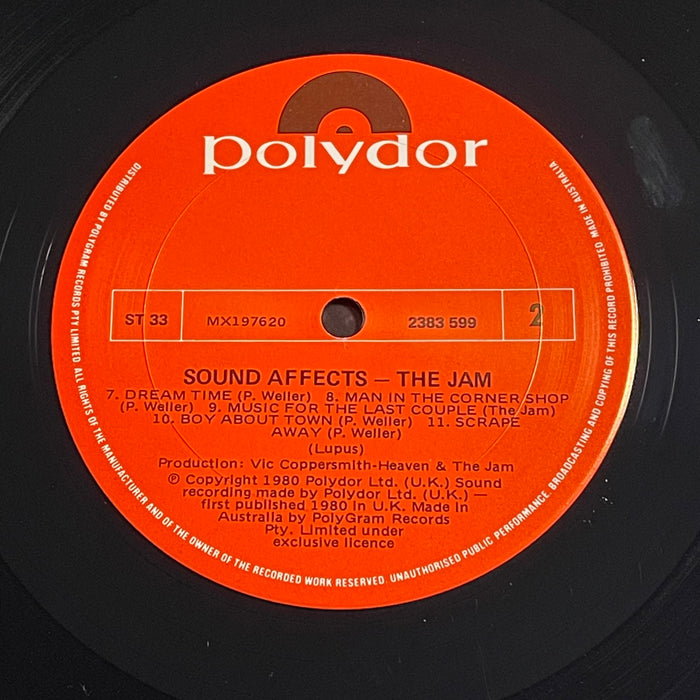 polydor
ST 33
MX197620
2383 599
2
SOUND AFFECTS — THE JAM
7. DREAM TIME (P. Weller) 8. MAN IN THE CORNER SHOP
(P. Weller) 9. MUSIC FOR THE LAST COUPLE (The Jam)
10. BOY ABOUT TOWN (P. Weller) 11. SCRAPE
AWAY (P. Weller)
(Lupus)
Production: Vic Coppersmith-Heaven & The Jam
Ⓟ Copyright 1980 Polydor Ltd. (U.K.) Sound
recording made by Polydor Ltd. (U.K.) —
first published 1980 in U.K. Made in
Australia by PolyGram Records
Pty. Limited under
exclusive licence
DISTRIBUTED BY POLYGRAM RECORDS PTY LIMITED. ALL RIGHTS OF THE MANUFACTURER AND OF THE OWNER OF THE RECORDED WORK RESERVED. UNAUTHORISED PUBLIC PERFORMANCE, BROADCASTING AND COPYING OF THIS RECORD PROHIBITED. MADE IN AUSTRALIA